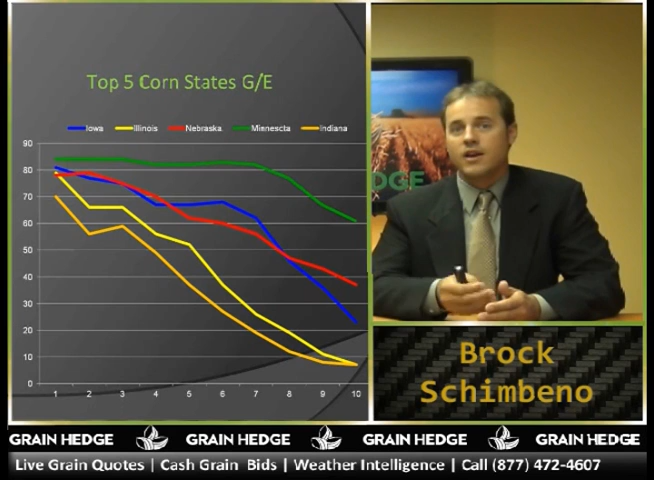 Top 5 Corn States G/E
Iowa Illinois Nebraska Minnesota Indiana
90
80
70
60
50
40
30
20
10
0
1 2 3 4 5 6 7 8 9 10
DGE
Brock
Schimbeno
GRAIN HEDGE GRAIN HEDGE GRAIN HEDGE GRAIN HEDGE
Live Grain Quotes | Cash Grain Bids | Weather Intelligence | Call (877) 472-4607